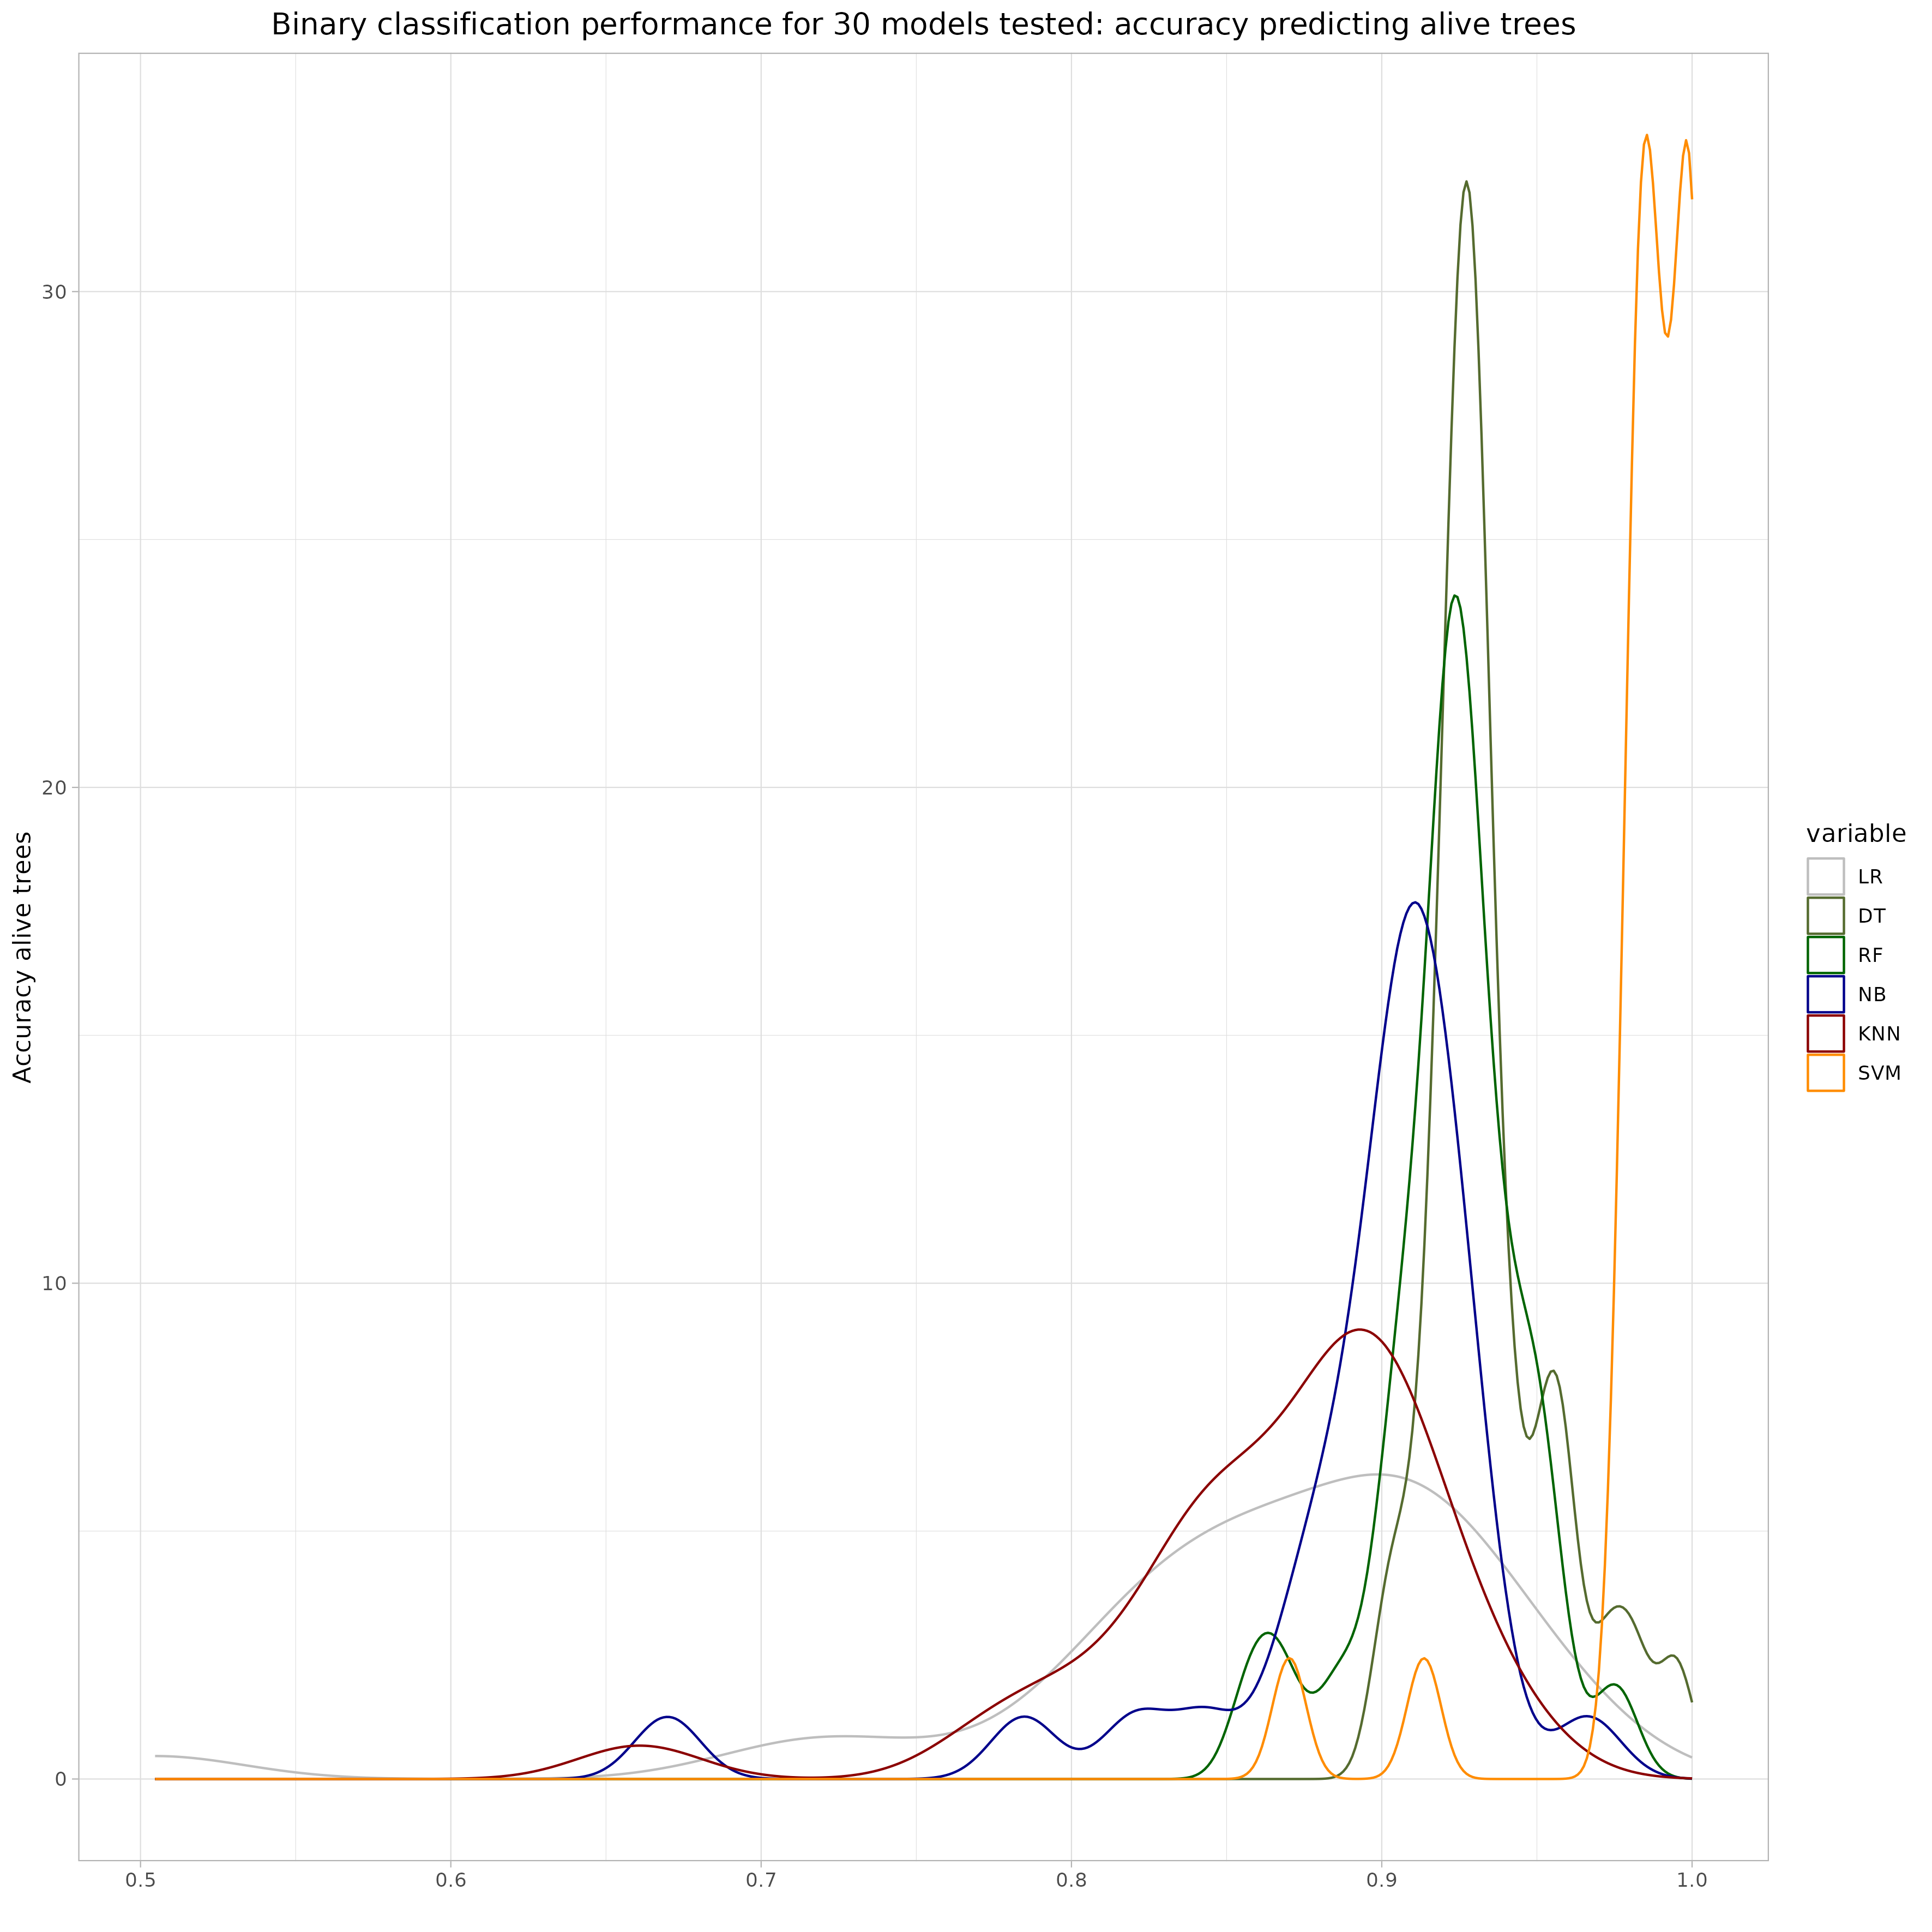 Binary classification performance for 30 models tested: accuracy predicting alive trees
30
20
10
0
Accuracy alive trees
0.5 0.6 0.7 0.8 0.9 1.0
variable
LR
DT
RF
NB
KNN
SVM